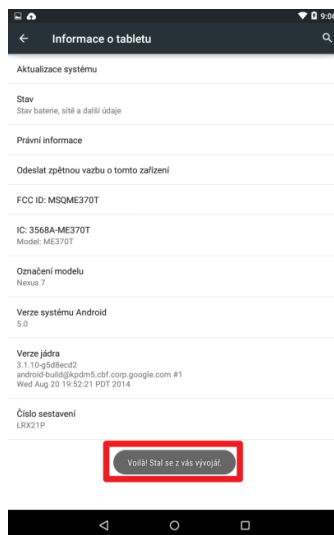 9:06
Informace o tabletu
Aktualizace systému
Stav
Stav baterie, sítě a další údaje
Právní informace
Odeslat zpětnou vazbu o tomto zařízení
FCC ID: MSQME370T
IC: 3568A-ME370T
Model: ME370T
Označení modelu
Nexus 7
Verze systému Android
5.0
Verze jádra
3.1.10-g5d8ecd2
android-build@kpdm5.cbf.corp.google.com #1
Wed Aug 20 19:52:21 PDT 2014
Číslo sestavení
LRX21P
Voilà! Stal se z vás vývojář.